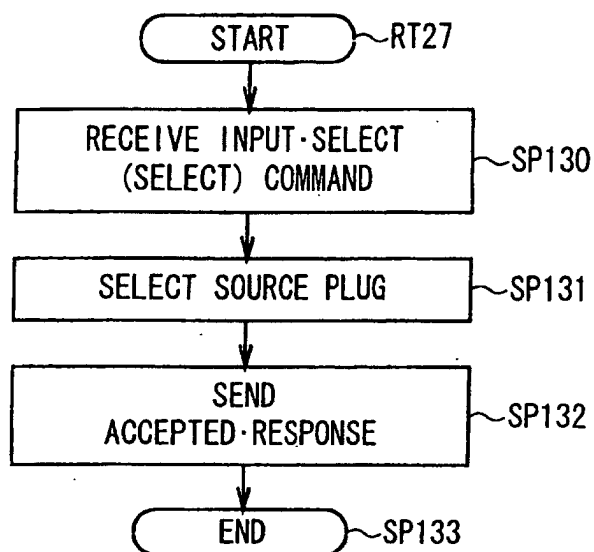 START
RT27
RECEIVE INPUT·SELECT
(SELECT) COMMAND
SP130
SELECT SOURCE PLUG
SP131
SEND
ACCEPTED·RESPONSE
SP132
END
SP133